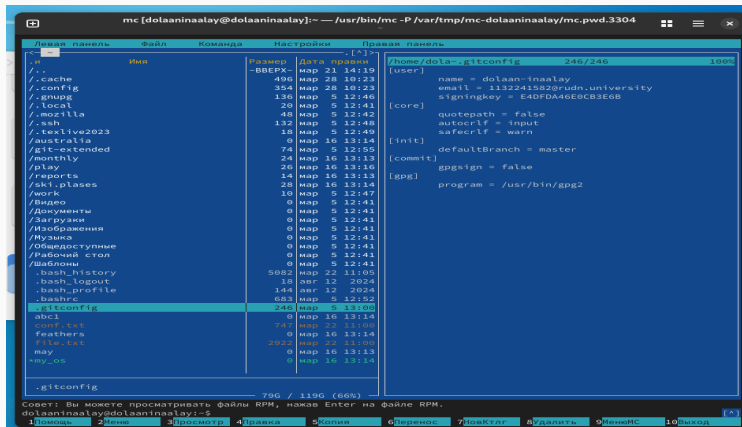 mc [dolaaninaalay@dolaaninaalay]:~ — /usr/bin/mc -P /var/tmp/mc-dolaaninaalay/mc.pwd.3304
Левая панель Файл Команда Настройки Правая панель
<— ~ .[^]>
.и Имя Размер Дата правки
/.. -ВВЕРХ- мар 21 14:19
/.cache 496 мар 28 10:23
/.config 354 мар 28 10:23
/.gnupg 136 мар 5 12:46
/.local 20 мар 5 12:41
/.mozilla 48 мар 5 12:42
/.ssh 132 мар 5 12:48
/.texlive2023 18 мар 5 12:49
/australia 0 мар 16 13:14
/git-extended 74 мар 5 12:55
/monthly 24 мар 16 13:13
/play 26 мар 16 13:16
/reports 14 мар 16 13:13
/ski.plases 28 мар 16 13:14
/work 10 мар 5 12:47
/Видео 0 мар 5 12:41
/Документы 0 мар 5 12:41
/Загрузки 0 мар 5 12:41
/Изображения 0 мар 5 12:41
/Музыка 0 мар 5 12:41
/Общедоступные 0 мар 5 12:41
/Рабочий стол 0 мар 5 12:41
/Шаблоны 0 мар 5 12:41
.bash_history 5082 мар 22 11:05
.bash_logout 18 авг 12 2024
.bash_profile 144 авг 12 2024
.bashrc 683 мар 5 12:52
.gitconfig 246 мар 5 13:00
abc1 0 мар 16 13:14
conf.txt 747 мар 22 11:00
feathers 0 мар 16 13:14
file.txt 2922 мар 22 11:00
may 0 мар 16 13:13
*my_os 0 мар 16 13:14
.gitconfig
79G / 119G (66%)
/home/dola~.gitconfig 246/246 100%
[user]
name = dolaan-inaalay
email = 1132241582@rudn.university
signingkey = E4DFDA46E0CB3E6B
[core]
quotepath = false
autocrlf = input
safecrlf = warn
[init]
defaultBranch = master
[commit]
gpgsign = false
[gpg]
program = /usr/bin/gpg2
Совет: Вы можете просматривать файлы RPM, нажав Enter на файле RPM.
dolaaninaalay@dolaaninaalay:~$ [^]
1Помощь 2Меню 3Просмотр 4Правка 5Копия 6Перенос 7НовКтлг 8Удалить 9МенюMC 10Выход